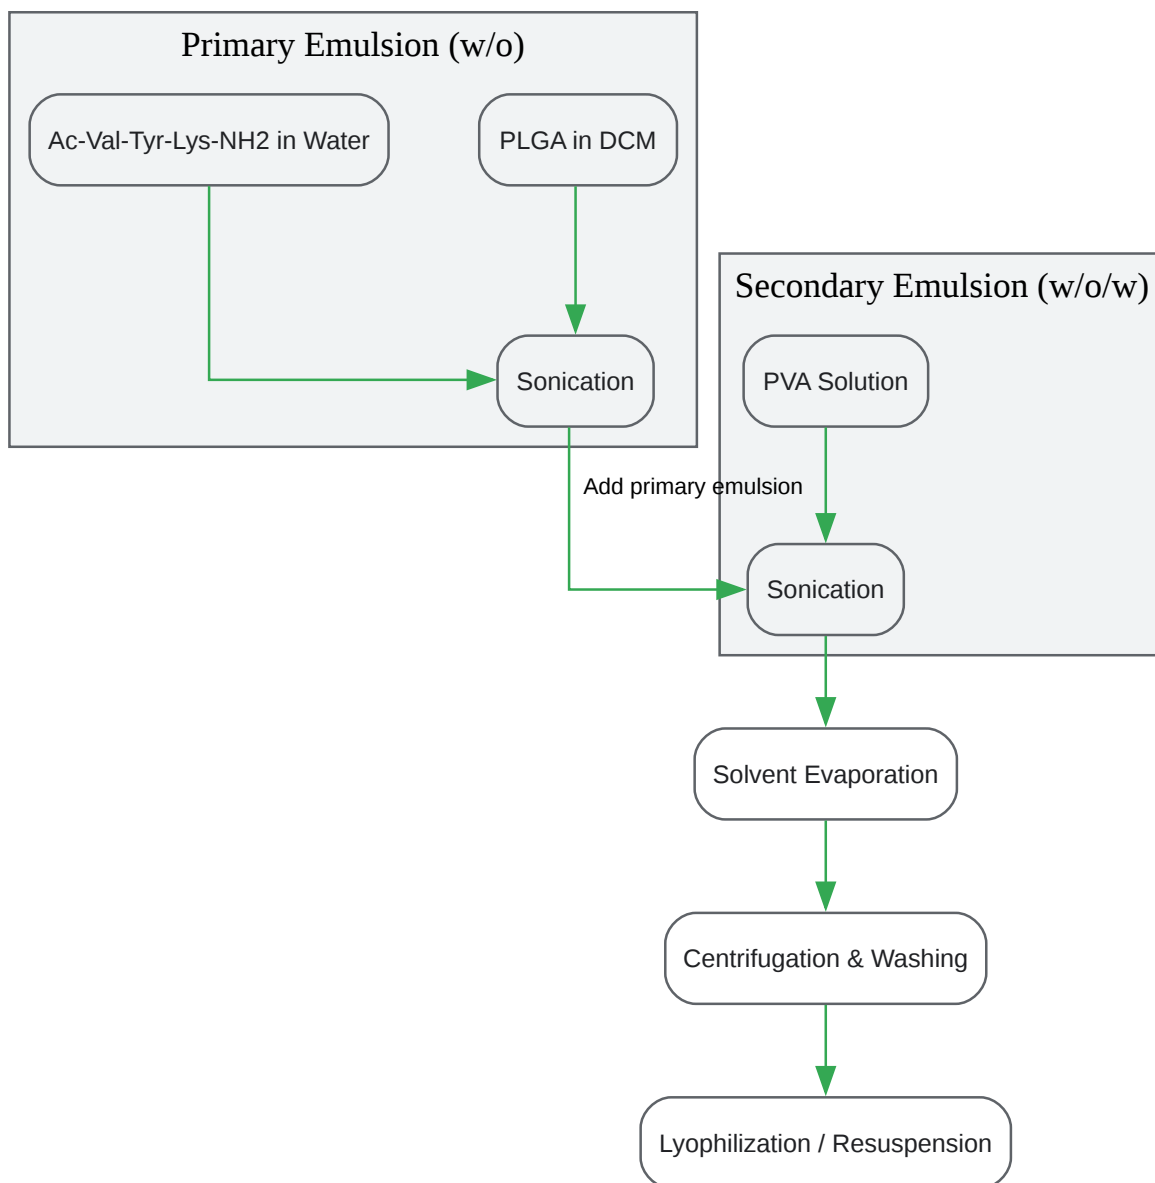 Primary Emulsion (w/o)
Ac-Val-Tyr-Lys-NH2 in Water
PLGA in DCM
Sonication
Add primary emulsion
Secondary Emulsion (w/o/w)
PVA Solution
Sonication
Solvent Evaporation
Centrifugation & Washing
Lyophilization / Resuspension